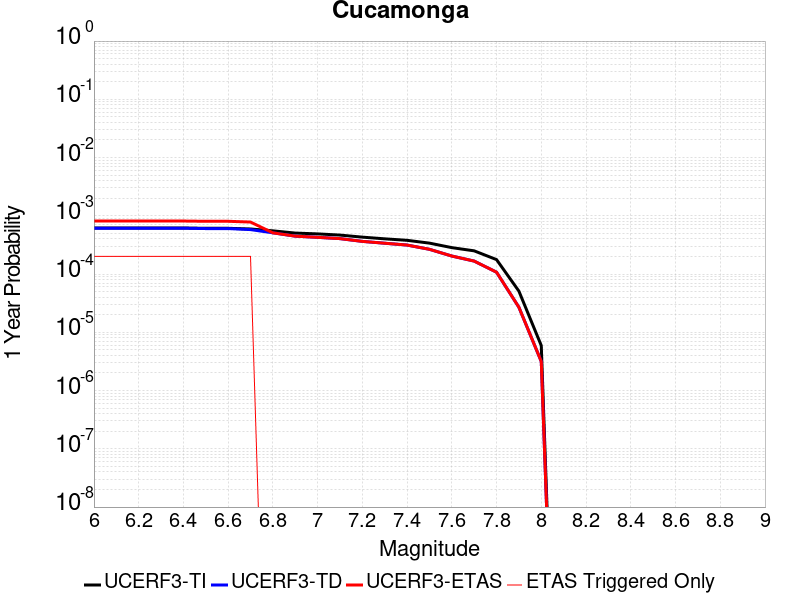 Cucamonga
10^0
10^-1
10^-2
10^-3
10^-4
10^-5
10^-6
10^-7
10^-8
1 Year Probability
6 6.2 6.4 6.6 6.8 7 7.2 7.4 7.6 7.8 8 8.2 8.4 8.6 8.8 9
Magnitude
UCERF3-TI UCERF3-TD UCERF3-ETAS ETAS Triggered Only